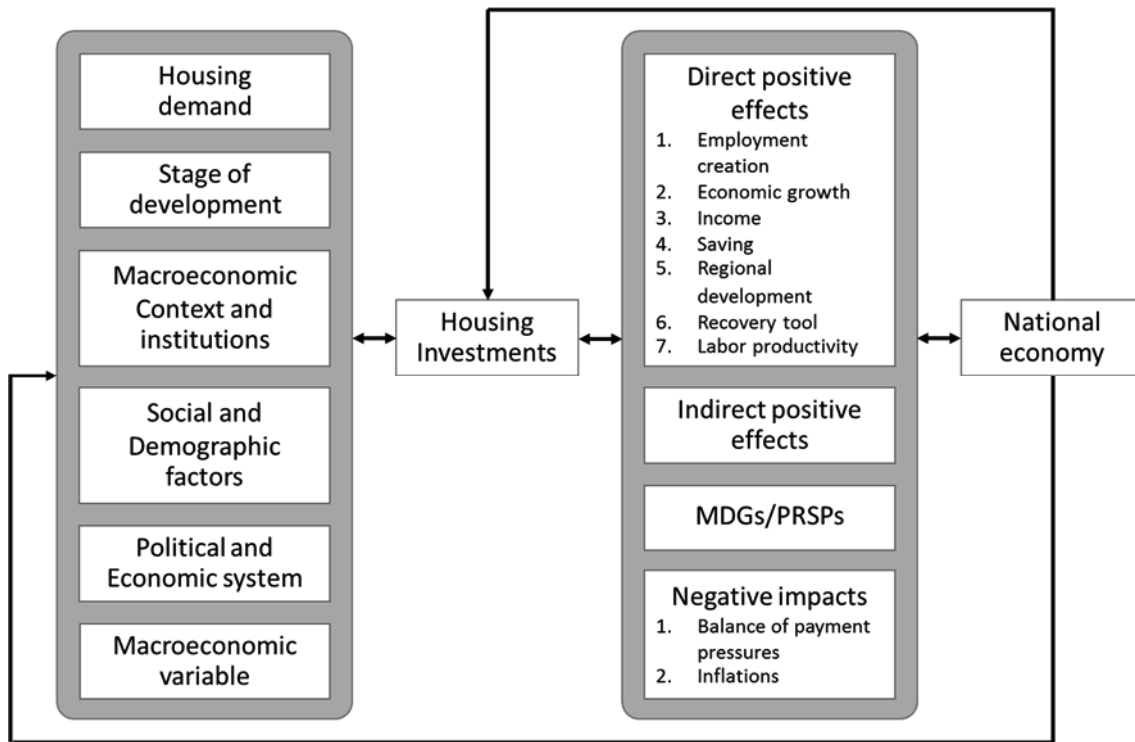 Housing
demand
Stage of
development
Macroeconomic
Context and
institutions
Social and
Demographic
factors
Political and
Economic system
Macroeconomic
variable
Housing
Investments
Direct positive
effects
1. Employment
creation
2. Economic growth
3. Income
4. Saving
5. Regional
development
6. Recovery tool
7. Labor productivity
Indirect positive
effects
MDGs/PRSPs
Negative impacts
1. Balance of payment
pressures
2. Inflations
National
economy